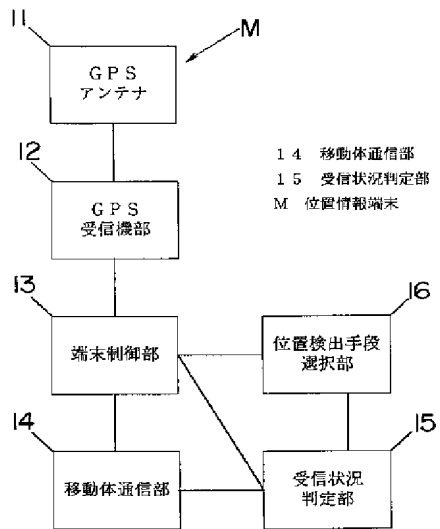 11
M
GPS
アンテナ
12
GPS
受信機部
14 移動体通信部
15 受信状況判定部
M 位置情報端末
13
端末制御部
16
位置検出手段
選択部
14
移動体通信部
15
受信状況
判定部